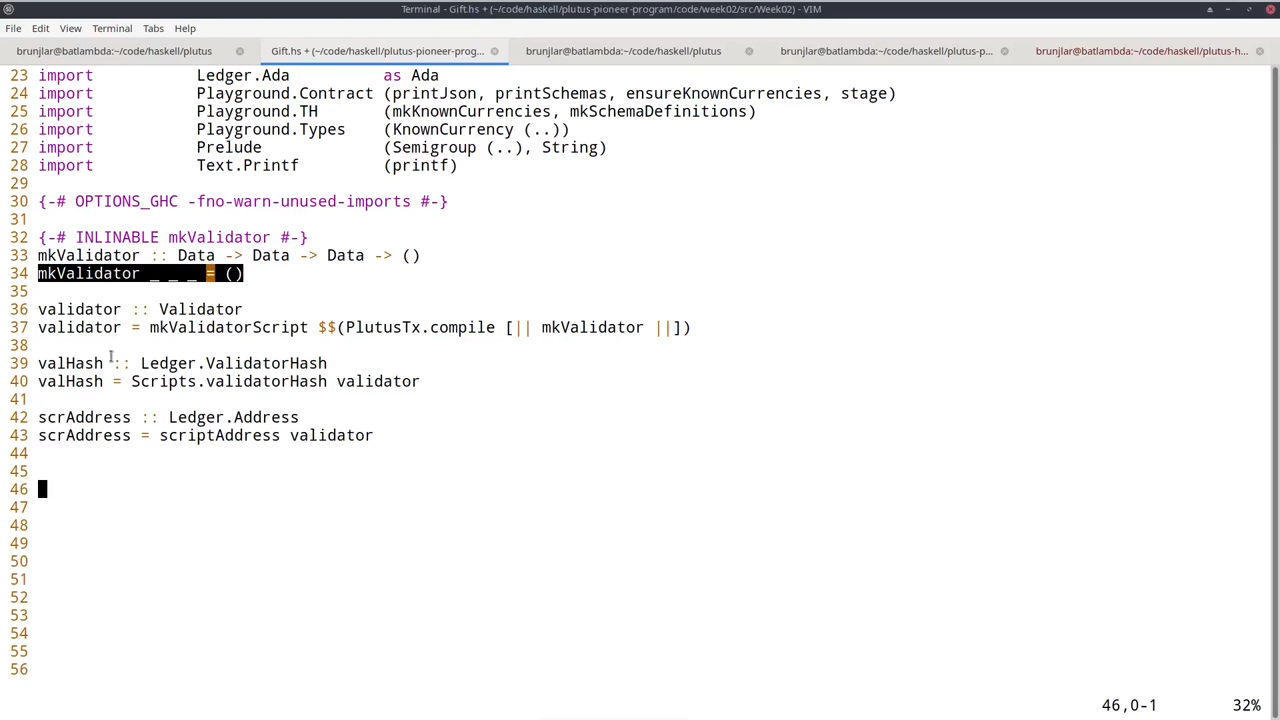 Terminal - Gift.hs + (~/code/haskell/plutus-pioneer-program/code/week02/src/Week02) - VIM
File Edit View Terminal Tabs Help
brunjlar@batlambda:~/code/haskell/plutus
Gift.hs + (~/code/haskell/plutus-pioneer-prog...
brunjlar@batlambda:~/code/haskell/plutus
brunjlar@batlambda:~/code/haskell/plutus-p...
brunjlar@batlambda:~/code/haskell/plutus-h...
23 import Ledger.Ada as Ada
24 import Playground.Contract (printJson, printSchemas, ensureKnownCurrencies, stage)
25 import Playground.TH (mkKnownCurrencies, mkSchemaDefinitions)
26 import Playground.Types (KnownCurrency (..))
27 import Prelude (Semigroup (..), String)
28 import Text.Printf (printf)
29
30 {-# OPTIONS_GHC -fno-warn-unused-imports #-}
31
32 {-# INLINABLE mkValidator #-}
33 mkValidator :: Data -> Data -> Data -> ()
34 mkValidator _ _ _ = ()
35
36 validator :: Validator
37 validator = mkValidatorScript $$(PlutusTx.compile [|| mkValidator ||])
38
39 valHash :: Ledger.ValidatorHash
40 valHash = Scripts.validatorHash validator
41
42 scrAddress :: Ledger.Address
43 scrAddress = scriptAddress validator
44
45
46
47
48
49
50
51
52
53
54
55
56
46,0-1 32%